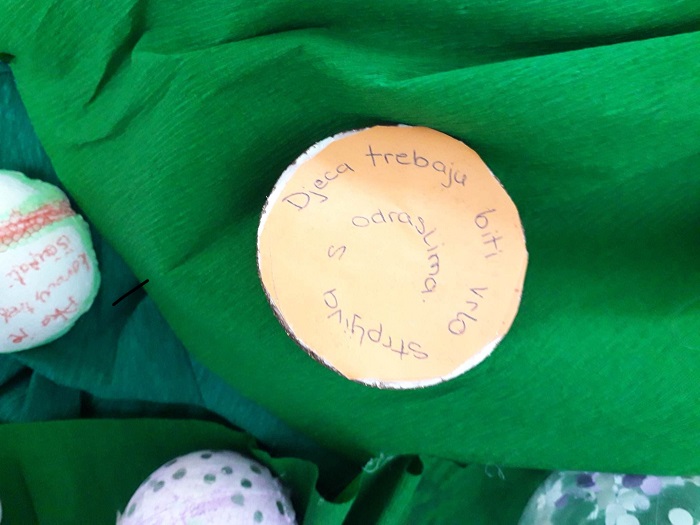 Djeca trebaju biti vrlo strpljiva s odraslima.